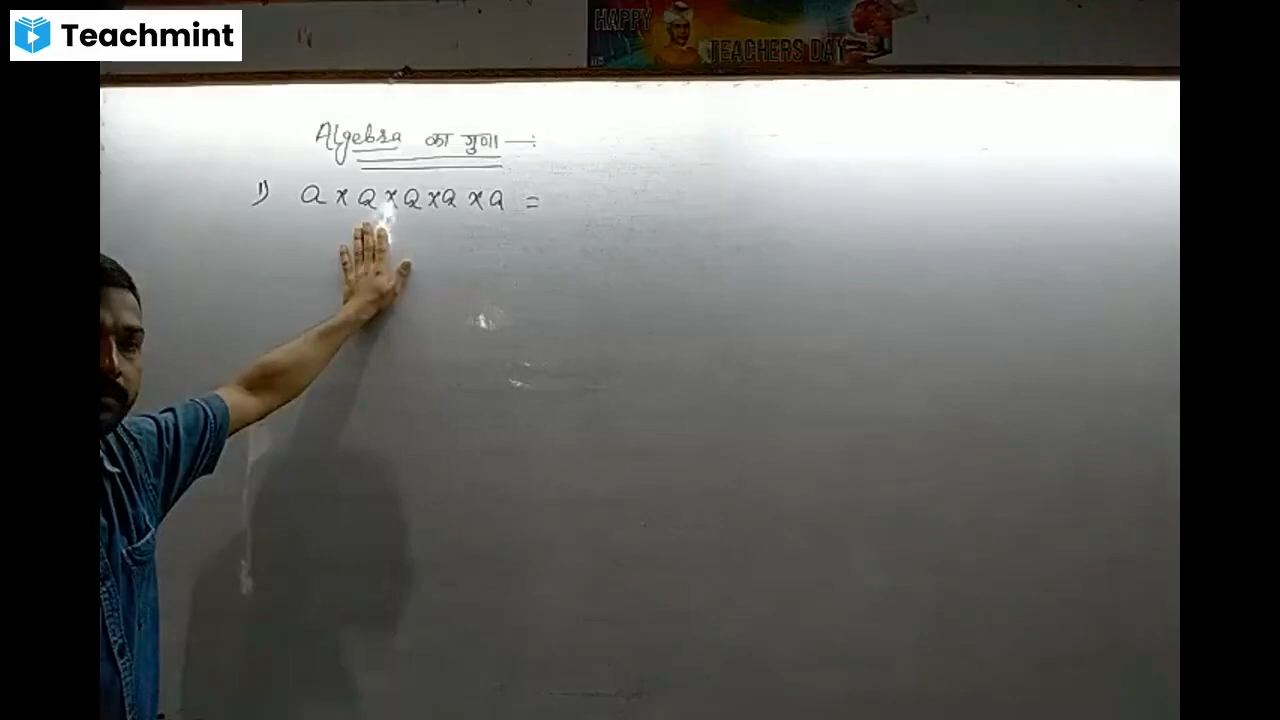 Teachmint
HAPPY
TEACHERS DAY
Algebra का गुणा —:
1) a x a x a x a x a =